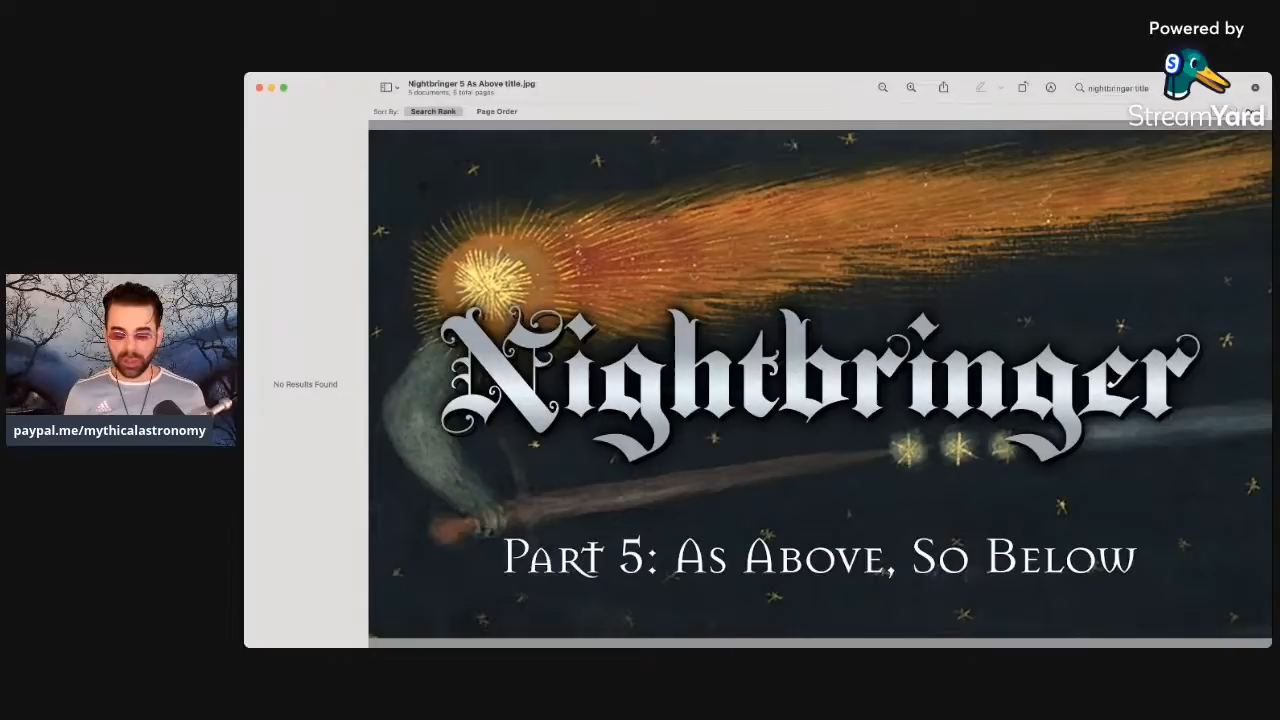 Powered by
StreamYard
Nightbringer 5 As Above title.jpg
5 documents, 5 total pages
nightbringer title
Sort By: Search Rank Page Order
No Results Found
Nightbringer
Part 5: As Above, So Below
paypal.me/mythicalastronomy